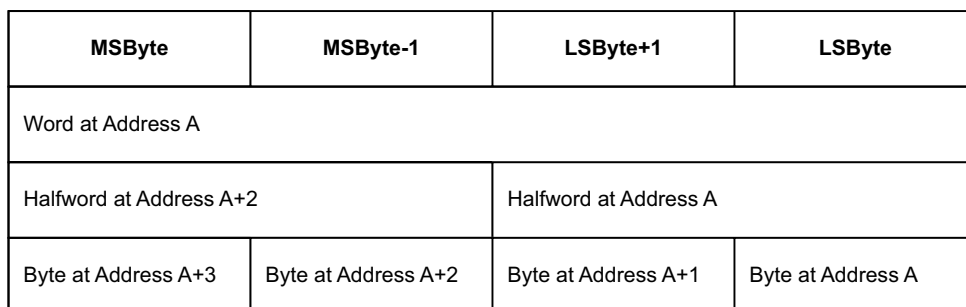 MSByte MSByte-1 LSByte+1 LSByte
Word at Address A
Halfword at Address A+2 Halfword at Address A
Byte at Address A+3 Byte at Address A+2 Byte at Address A+1 Byte at Address A